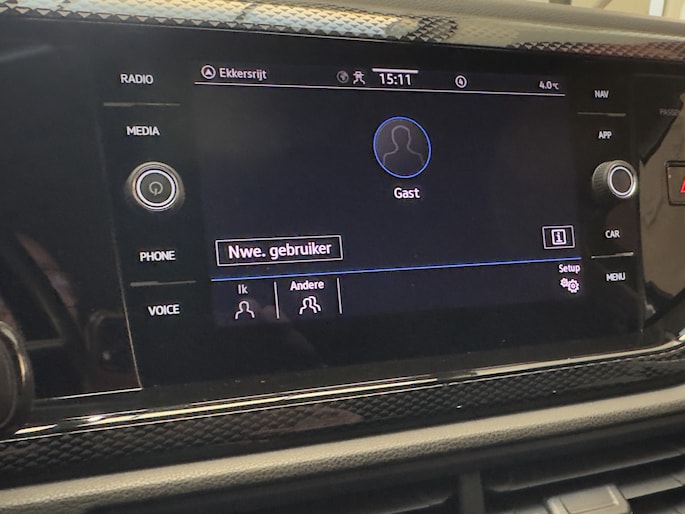 RADIO
MEDIA
PHONE
VOICE
Ekkersrijt
15:11
4
4.0°C
Gast
Nwe. gebruiker
i
Ik
Andere
Setup
NAV
APP
CAR
MENU